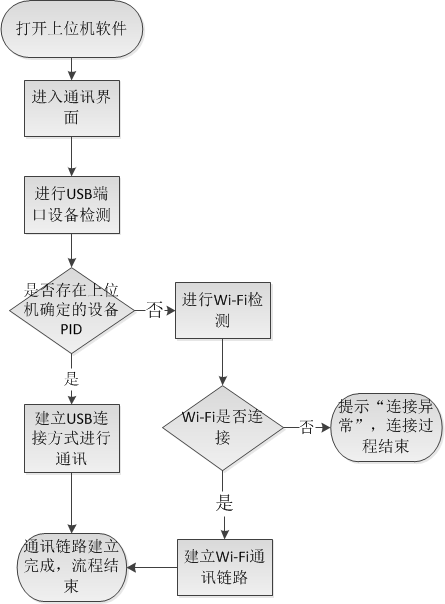 打开上位机软件
进入通讯界
面
进行USB端
口设备检测
是否存在上位
机确定的设备
PID
否
进行Wi-Fi检
测
是
建立USB连
接方式进行
通讯
Wi-Fi是否连
接
否
提示“连接异
常”，连接过
程结束
是
通讯链路建立
完成，流程结
束
建立Wi-Fi通
讯链路